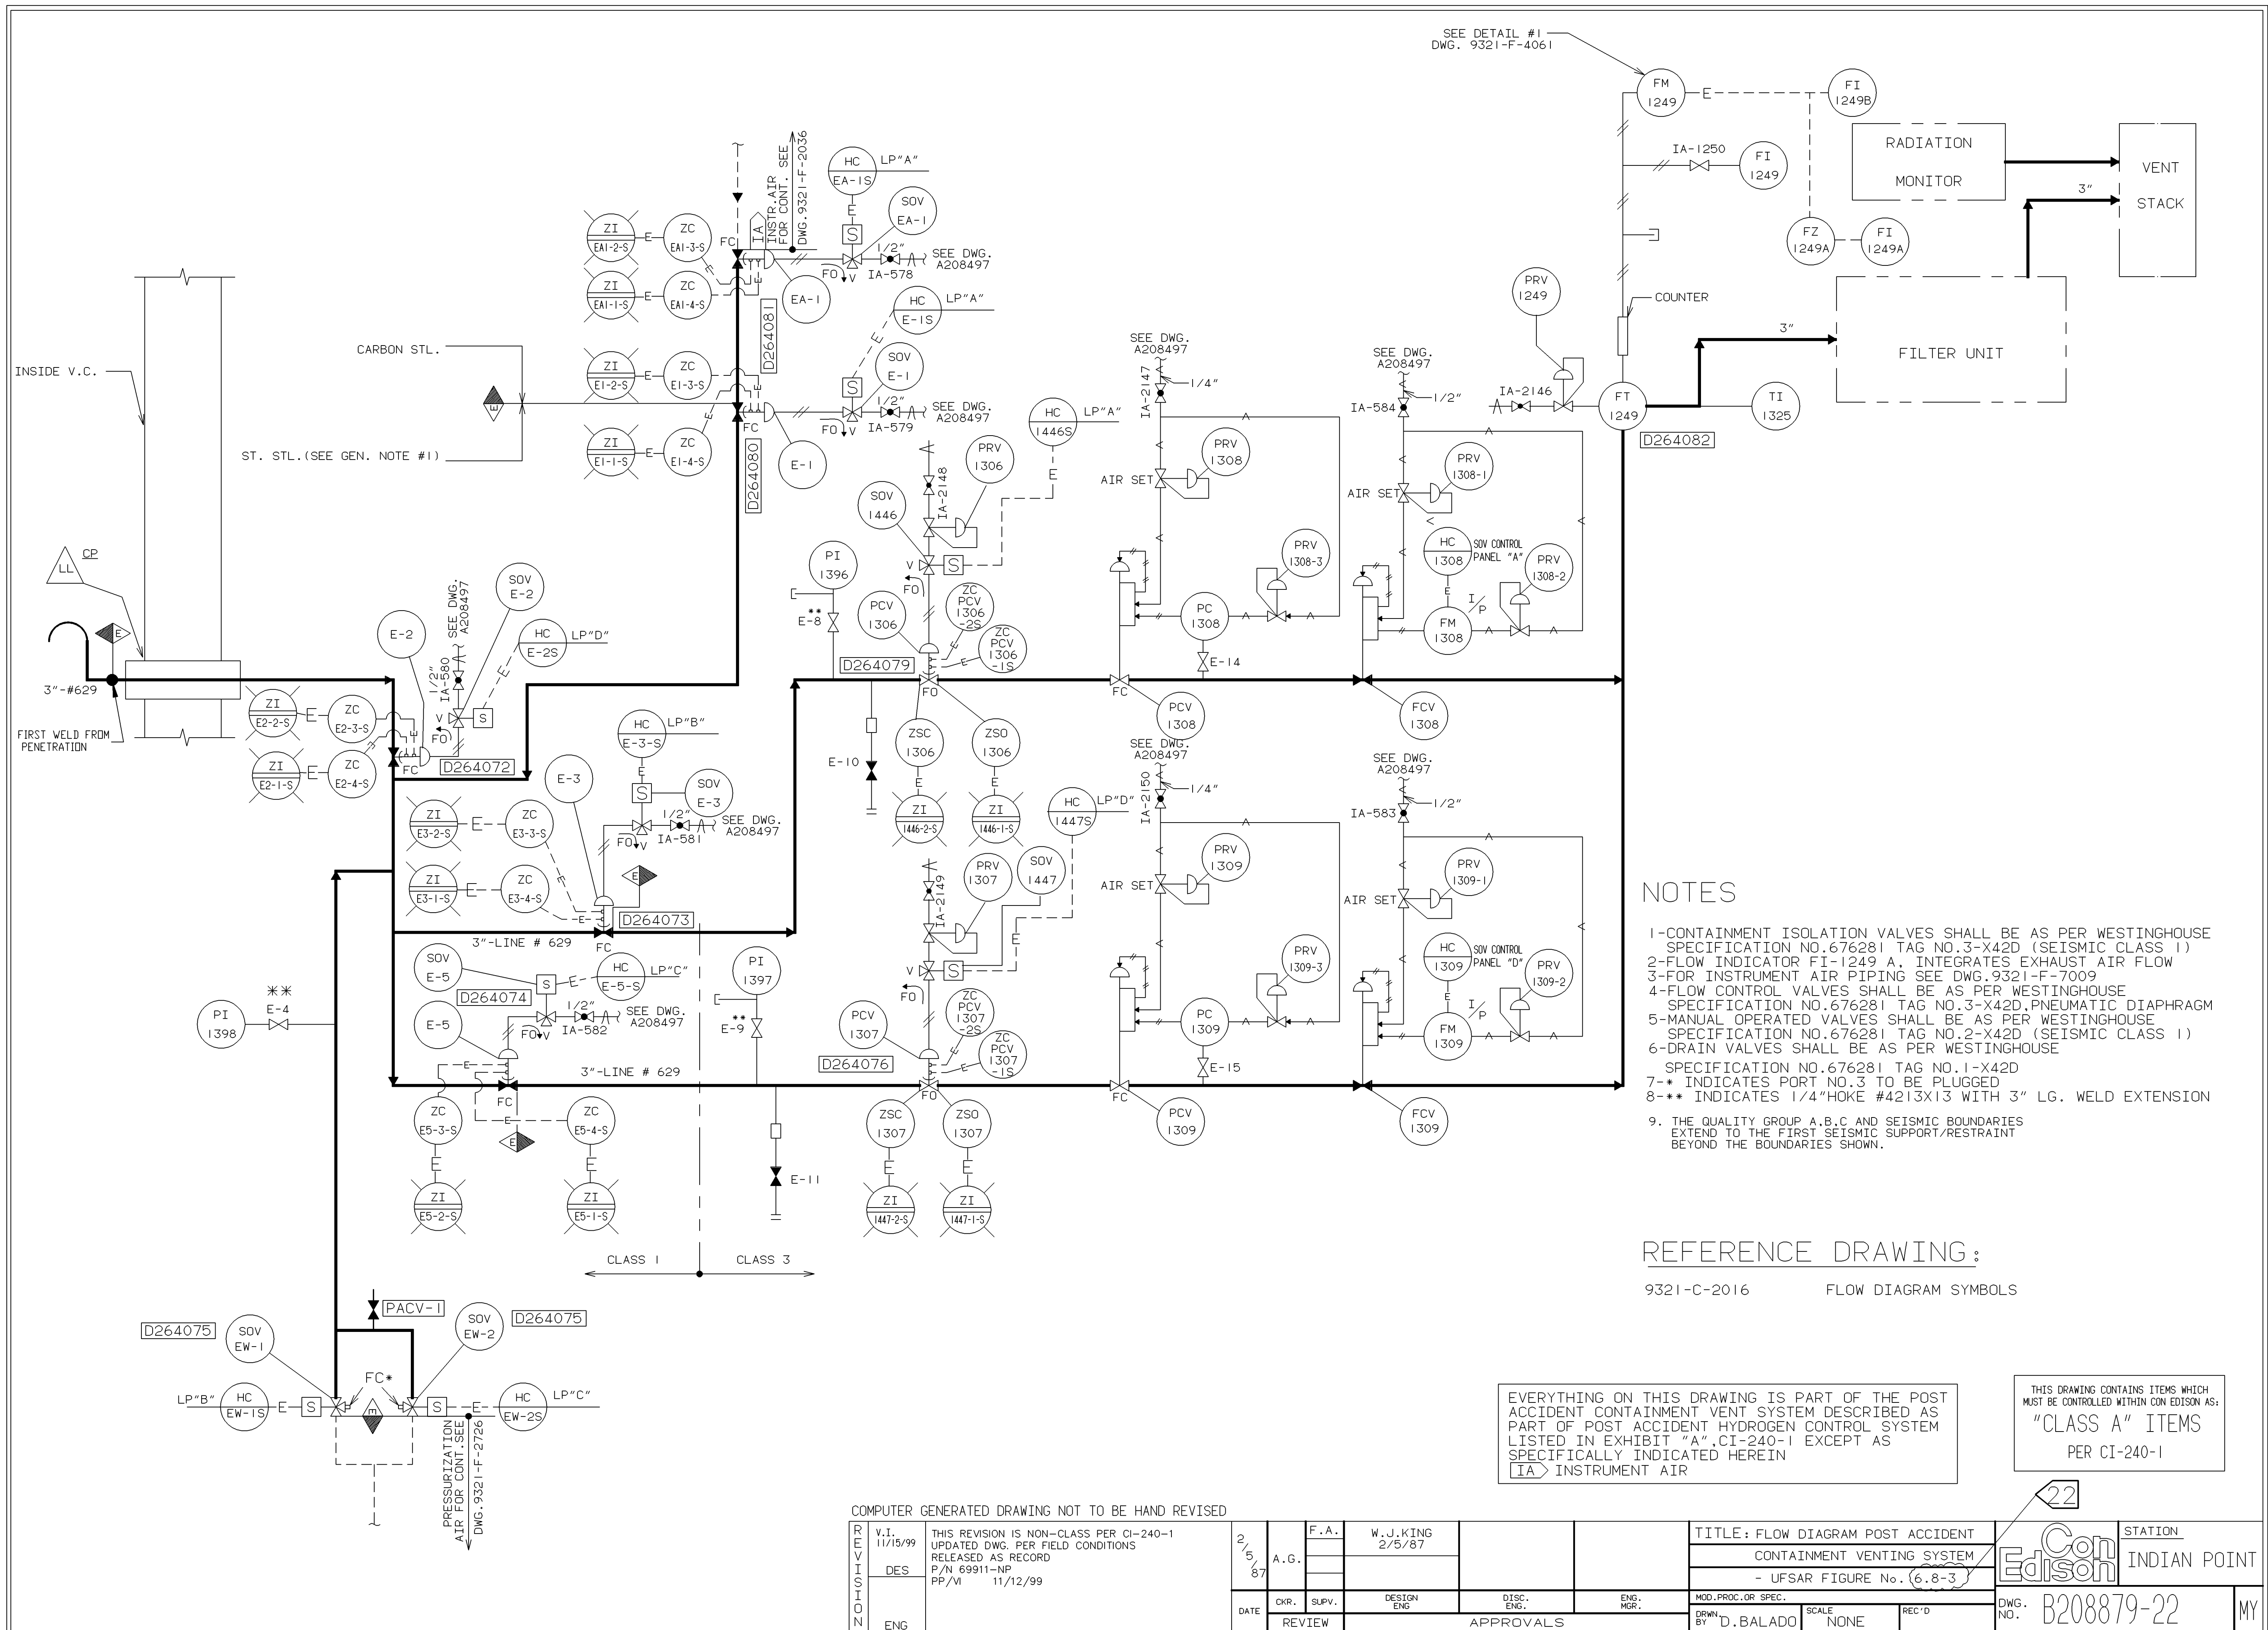 SEE DETAIL #1
DWG. 9321-F-4061
FM
1249
E
FI
1249B
IA-1250
FI
1249
RADIATION
MONITOR
VENT
STACK
3"
FZ
1249A
FI
1249A
PRV
1249
COUNTER
3"
FILTER UNIT
IA-2146
FT
1249
TI
1325
D264082
INSTR.AIR
FOR CONT. SEE
DWG.9321-F-2036
IA
HC
EA-1S
LP"A"
E
S
SOV
EA-1
1/2"
IA-578
SEE DWG.
A208497
FO
V
FC
EA-1
ZI
EA1-2-S
E
ZC
EA1-3-S
ZI
EA1-1-S
E
ZC
EA1-4-S
E
E
D264081
HC
E-1S
LP"A"
E
SOV
E-1
S
1/2"
IA-579
SEE DWG.
A208497
FO
V
FC
E-1
ZI
E1-2-S
E
ZC
E1-3-S
ZI
E1-1-S
E
ZC
E1-4-S
E
E
D264080
INSIDE V.C.
CARBON STL.
E
ST. STL.(SEE GEN. NOTE #1)
LL
CP
E
3"-#629
FIRST WELD FROM
PENETRATION
E-2
SEE DWG.
A208497
1/2"
IA-580
SOV
E-2
HC
E-2S
LP"D"
E
V
S
FO
FC
D264072
ZI
E2-2-S
E
ZC
E2-3-S
ZI
E2-1-S
E
ZC
E2-4-S
HC
E-3-S
LP"B"
E
S
SOV
E-3
1/2"
IA-581
SEE DWG.
A208497
FO
V
E-3
E
ZI
E3-2-S
E
ZC
E3-3-S
ZI
E3-1-S
E
ZC
E3-4-S
E
E
D264073
3"-LINE # 629
FC
SOV
E-5
S
E
HC
E-5-S
LP"C"
D264074
1/2"
IA-582
SEE DWG.
A208497
FO
V
E-5
3"-LINE # 629
FC
E
E
E
ZC
E5-3-S
E
ZI
E5-2-S
ZC
E5-4-S
E
ZI
E5-1-S
CLASS 1
CLASS 3
PI
1398
**
E-4
PI
1396
**
E-8
E-10
PI
1397
**
E-9
E-11
PRV
1306
IA-2148
SOV
1446
V
S
FO
HC
1446S
LP"A"
E
PCV
1306
ZC
PCV
1306
-2S
ZC
PCV
1306
-1S
E
E
D264079
FO
ZSC
1306
ZSO
1306
E
E
ZI
1446-2-S
ZI
1446-1-S
PRV
1307
IA-2149
SOV
1447
V
S
FO
HC
1447S
LP"D"
E
PCV
1307
ZC
PCV
1307
-2S
ZC
PCV
1307
-1S
E
E
D264076
FO
ZSC
1307
ZSO
1307
E
E
ZI
1447-2-S
ZI
1447-1-S
SEE DWG.
A208497
IA-2147
1/4"
PRV
1308
AIR SET
PRV
1308-3
PC
1308
E-14
FC
PCV
1308
SEE DWG.
A208497
IA-584
1/2"
PRV
1308-1
AIR SET
HC
1308
SOV CONTROL
PANEL "A"
PRV
1308-2
E
I/P
FM
1308
FCV
1308
SEE DWG.
A208497
IA-2150
1/4"
PRV
1309
AIR SET
PRV
1309-3
PC
1309
E-15
FC
PCV
1309
SEE DWG.
A208497
IA-583
1/2"
PRV
1309-1
AIR SET
HC
1309
SOV CONTROL
PANEL "D"
PRV
1309-2
E
I/P
FM
1309
FCV
1309
PACV-1
D264075
SOV
EW-1
SOV
EW-2
D264075
FC*
LP"B"
HC
EW-1S
E
S
E
S
E
HC
EW-2S
LP"C"
PRESSURIZATION
AIR FOR CONT.SEE
DWG.9321-F-2726
NOTES
1-CONTAINMENT ISOLATION VALVES SHALL BE AS PER WESTINGHOUSE
SPECIFICATION NO.676281 TAG NO.3-X42D (SEISMIC CLASS 1)
2-FLOW INDICATOR FI-1249 A, INTEGRATES EXHAUST AIR FLOW
3-FOR INSTRUMENT AIR PIPING SEE DWG.9321-F-7009
4-FLOW CONTROL VALVES SHALL BE AS PER WESTINGHOUSE
SPECIFICATION NO.676281 TAG NO.3-X42D,PNEUMATIC DIAPHRAGM
5-MANUAL OPERATED VALVES SHALL BE AS PER WESTINGHOUSE
SPECIFICATION NO.676281 TAG NO.2-X42D (SEISMIC CLASS 1)
6-DRAIN VALVES SHALL BE AS PER WESTINGHOUSE
SPECIFICATION NO.676281 TAG NO.1-X42D
7-* INDICATES PORT NO.3 TO BE PLUGGED
8-** INDICATES 1/4"HOKE #4213X13 WITH 3" LG. WELD EXTENSION
9. THE QUALITY GROUP A,B,C AND SEISMIC BOUNDARIES
EXTEND TO THE FIRST SEISMIC SUPPORT/RESTRAINT
BEYOND THE BOUNDARIES SHOWN.
REFERENCE DRAWING:
9321-C-2016 FLOW DIAGRAM SYMBOLS
EVERYTHING ON THIS DRAWING IS PART OF THE POST
ACCIDENT CONTAINMENT VENT SYSTEM DESCRIBED AS
PART OF POST ACCIDENT HYDROGEN CONTROL SYSTEM
LISTED IN EXHIBIT "A",CI-240-1 EXCEPT AS
SPECIFICALLY INDICATED HEREIN
IA INSTRUMENT AIR
THIS DRAWING CONTAINS ITEMS WHICH
MUST BE CONTROLLED WITHIN CON EDISON AS:
"CLASS A" ITEMS
PER CI-240-1
22
COMPUTER GENERATED DRAWING NOT TO BE HAND REVISED
REVISION
V.I.
11/15/99
DES
ENG
THIS REVISION IS NON-CLASS PER CI-240-1
UPDATED DWG. PER FIELD CONDITIONS
RELEASED AS RECORD
P/N 69911-NP
PP/VI 11/12/99
2/5/87
DATE
A.G.
CKR.
F.A.
SUPV.
REVIEW
W.J.KING
2/5/87
DESIGN
ENG
DISC.
ENG.
ENG.
MGR.
APPROVALS
TITLE: FLOW DIAGRAM POST ACCIDENT
CONTAINMENT VENTING SYSTEM
- UFSAR FIGURE No. 6.8-3
MOD.PROC.OR SPEC.
DRWN. BY D.BALADO
SCALE NONE
REC'D
Con Edison
STATION
INDIAN POINT
DWG. NO. B208879-22
MY